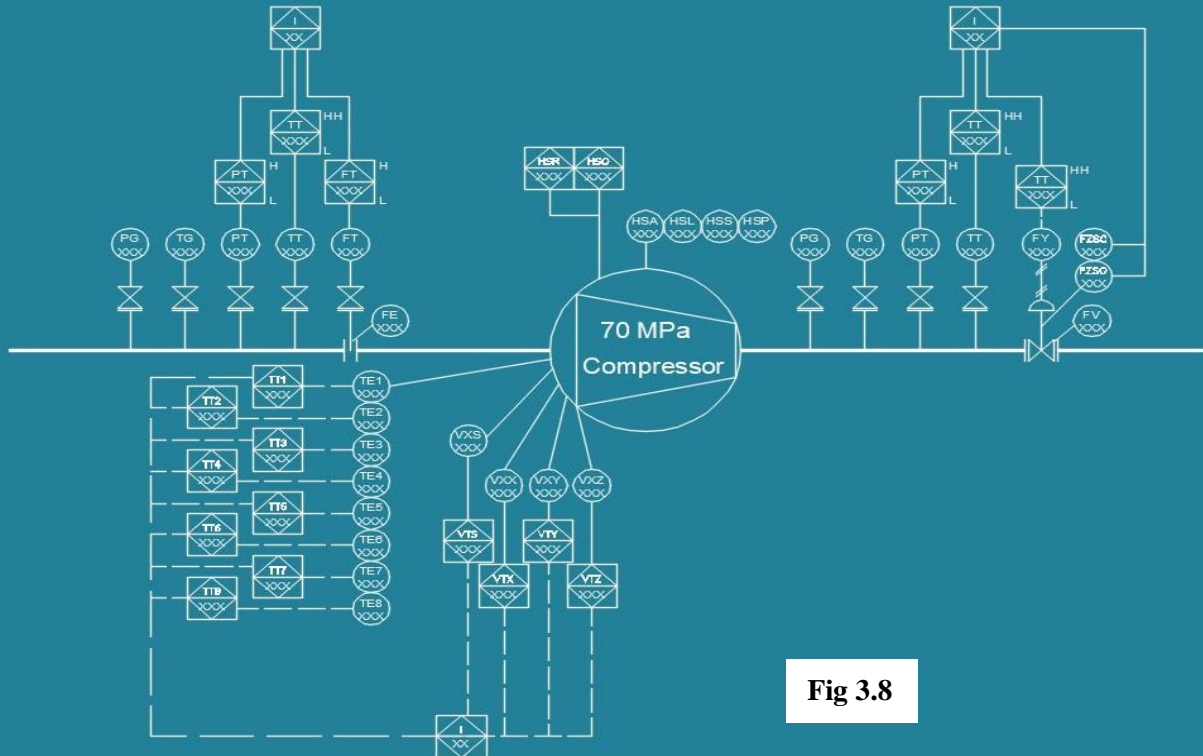 I
XX
TT
XXX
HH
L
PT
XXX
H
L
FT
XXX
H
L
PG
XXX
TG
XXX
PT
XXX
TT
XXX
FT
XXX
FE
XXX
HSR
XXX
HSO
XXX
HSA
XXX
HSL
XXX
HSS
XXX
HSP
XXX
70 MPa
Compressor
I
XX
TT
XXX
HH
L
PT
XXX
H
L
TT
XXX
HH
L
PG
XXX
TG
XXX
PT
XXX
TT
XXX
FY
XXX
FZSC
XXX
FZSO
XXX
FV
XXX
TT1
XXX
TE1
XXX
TT2
XXX
TE2
XXX
TT3
XXX
TE3
XXX
TT4
XXX
TE4
XXX
XXX
TE5
XXX
XXX
TE6
XXX
TT7
XXX
TE7
XXX
XXX
TE8
XXX
VXS
XXX
VXX
XXX
VXY
XXX
VXZ
XXX
VTS
XXX
VTY
XXX
VTX
XXX
VTZ
XXX
I
XX
Fig 3.8